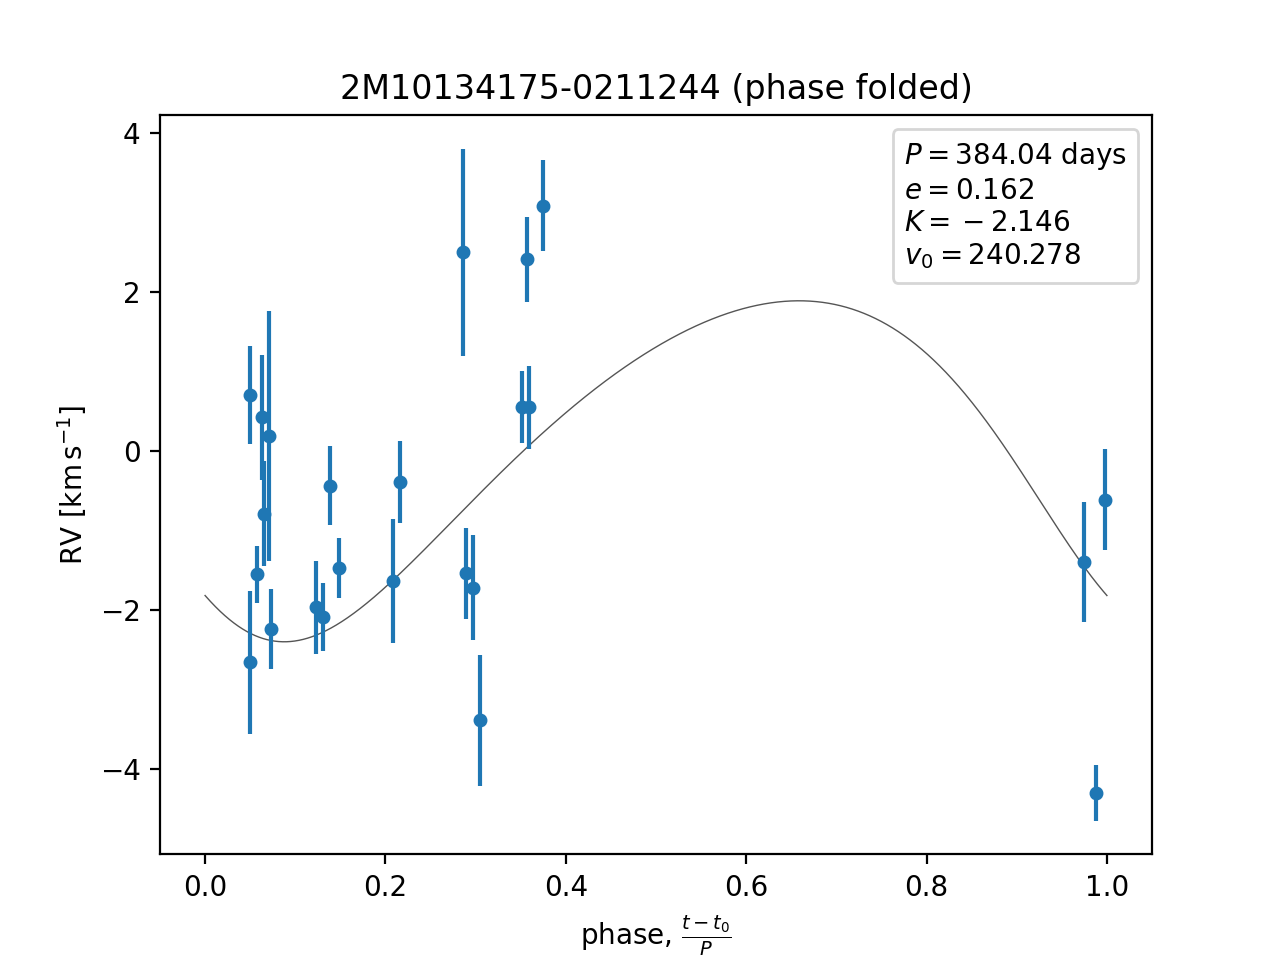 2M10134175-0211244 (phase folded)
P = 384.04 days
e = 0.162
K = −2.146
v₀ = 240.278
4
2
0
−2
−4
RV [km s⁻¹]
0.0 0.2 0.4 0.6 0.8 1.0
phase, (t − t₀)/P